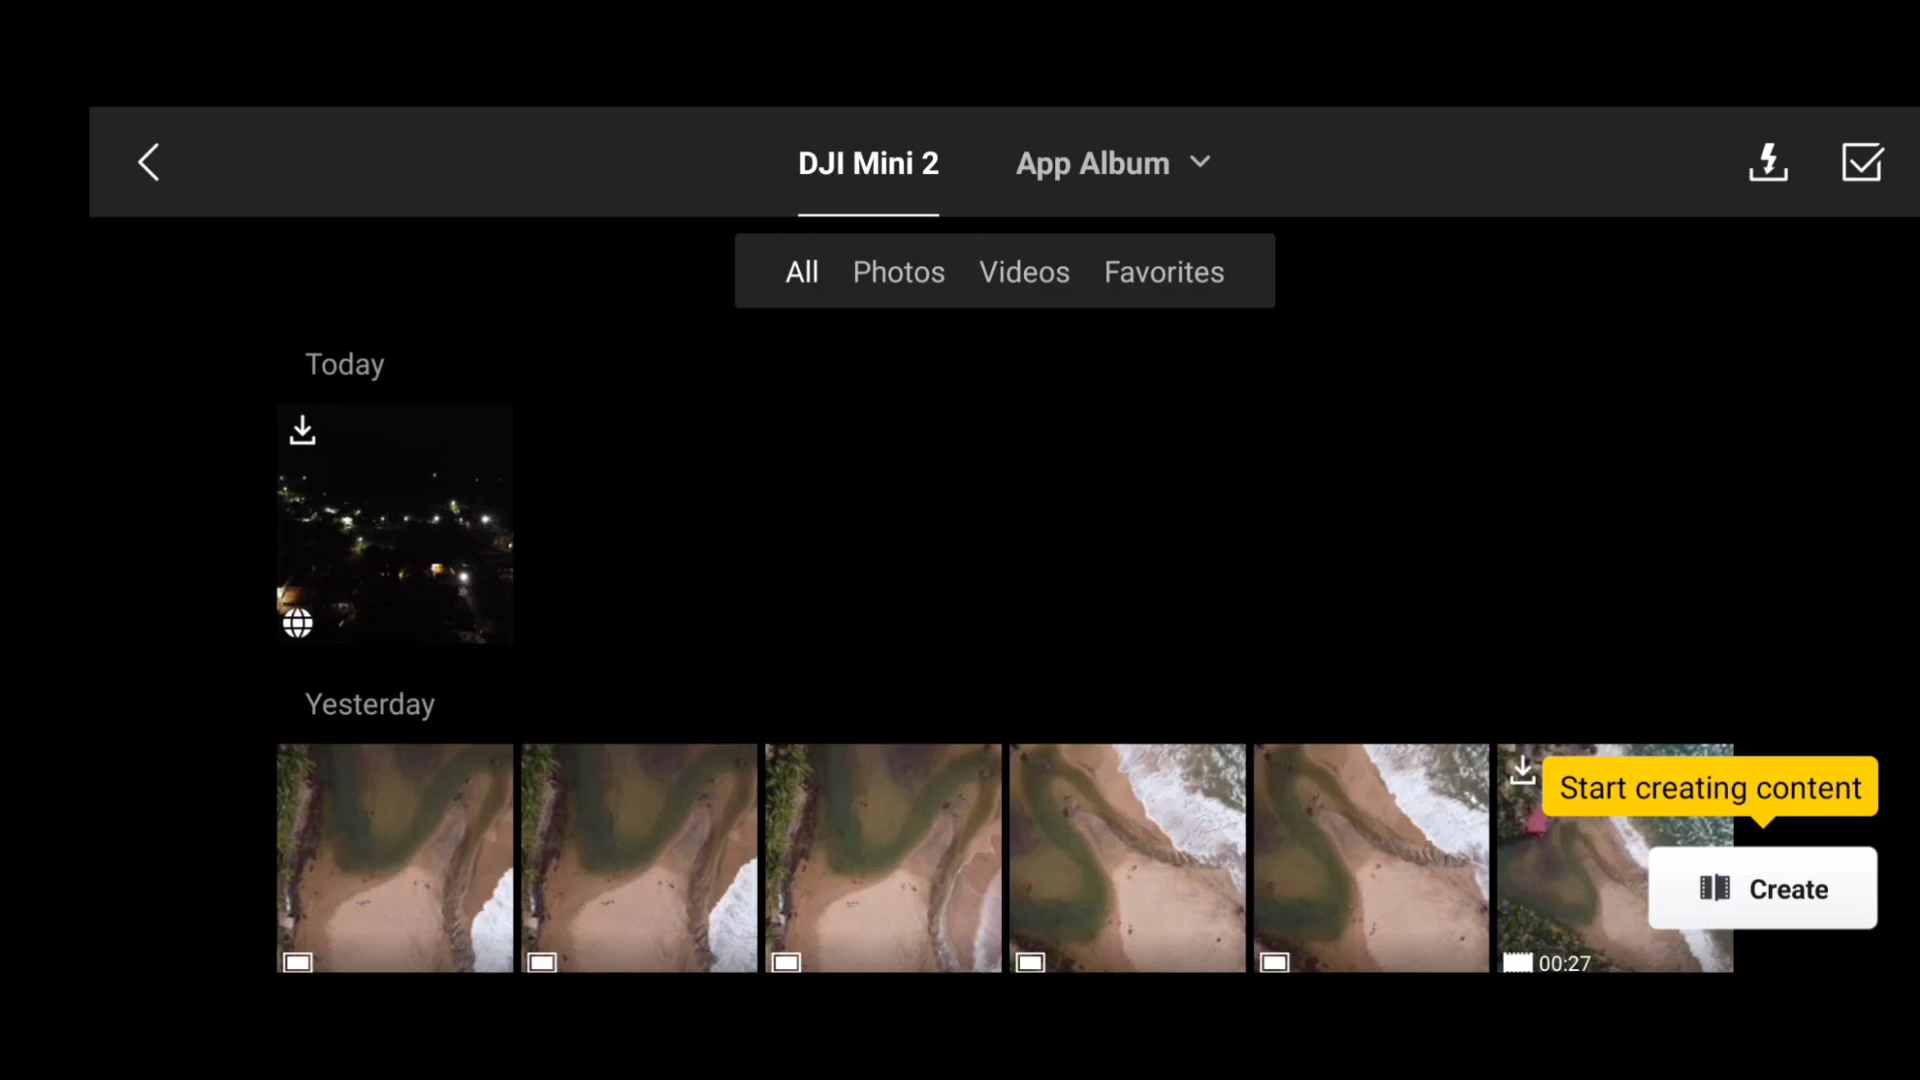 DJI Mini 2 App Album
All Photos Videos Favorites
Today
Yesterday
Start creating content
Create
00:27